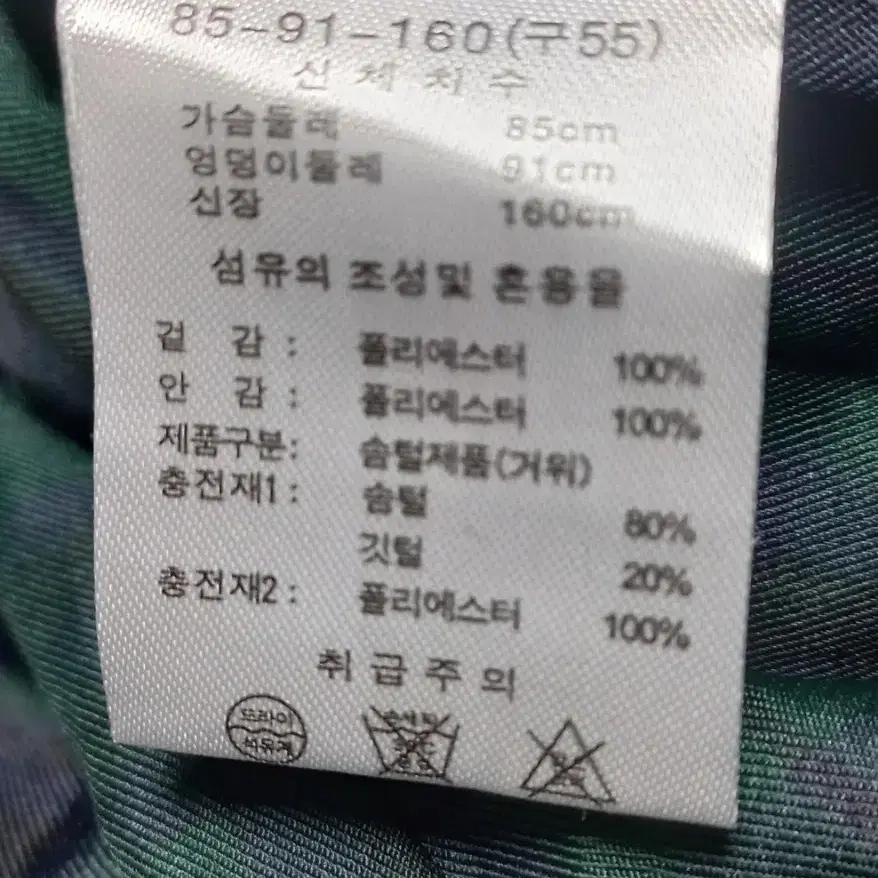 85-91-160(구55)
신체치수
가슴둘레 85cm
엉덩이둘레 91cm
신장 160cm
섬유의 조성및 혼용율
겉 감 : 폴리에스터 100%
안 감 : 폴리에스터 100%
제품구분: 솜털제품(거위)
충전재1 : 솜털 80%
깃털 20%
충전재2 : 폴리에스터 100%
취급주의
드라이
석유계
손세탁